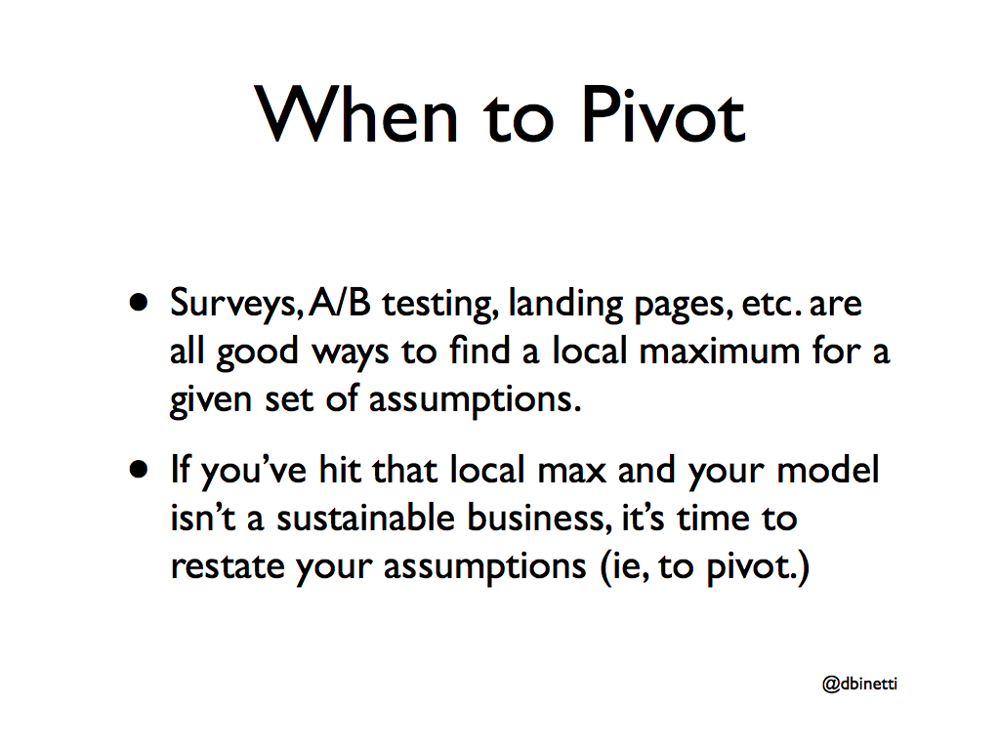 When to Pivot
• Surveys, A/B testing, landing pages, etc. are
all good ways to find a local maximum for a
given set of assumptions.
• If you’ve hit that local max and your model
isn’t a sustainable business, it’s time to
restate your assumptions (ie, to pivot.)
@dbinetti